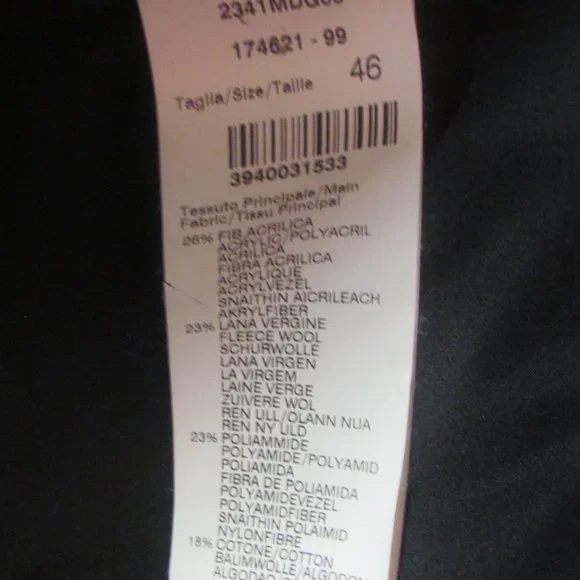 2341MDG
174621 - 99
Taglia/Size/Taille 46
3940031533
Tessuto Principale/Main
Fabric/Tissu Principal
26% FIB ACRILICA
ACRYLIC/POLYACRIL
ACRILICA
FIBRA ACRILICA
ACRYLIQUE
ACRYLVEZEL
SNAITHIN AICRILEACH
AKRYLFIBER
23% LANA VERGINE
FLEECE WOOL
SCHURWOLLE
LANA VIRGEN
LA VIRGEM
LAINE VERGE
ZUIVERE WOL
REN ULL/OLANN NUA
REN NY ULD
23% POLIAMMIDE
POLYAMIDE/POLYAMID
POLIAMIDA
FIBRA DE POLIAMIDA
POLYAMIDEVEZEL
POLYAMIDFIBER
SNAITHIN POLAIMID
NYLONFIBRE
18% COTONE/COTTON
BAUMWOLLE/ALGODON
ALGODAO